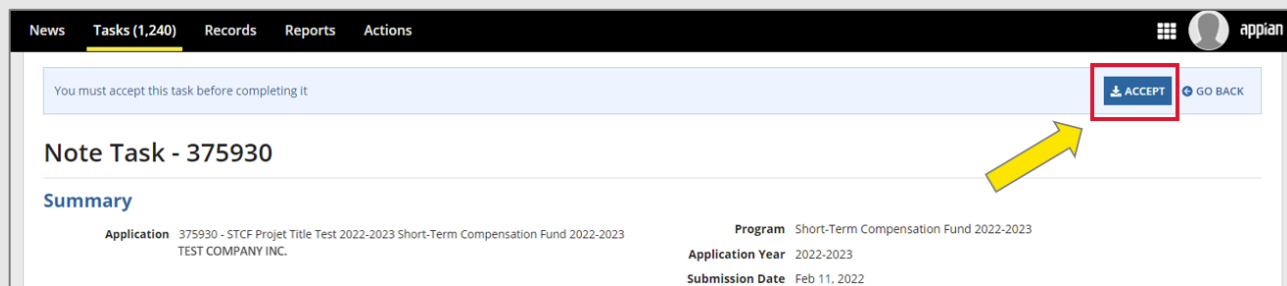 News Tasks (1,240) Records Reports Actions appian
You must accept this task before completing it ACCEPT GO BACK
Note Task - 375930
Summary
Application 375930 - STCF Projet Title Test 2022-2023 Short-Term Compensation Fund 2022-2023
TEST COMPANY INC.
Program Short-Term Compensation Fund 2022-2023
Application Year 2022-2023
Submission Date Feb 11, 2022